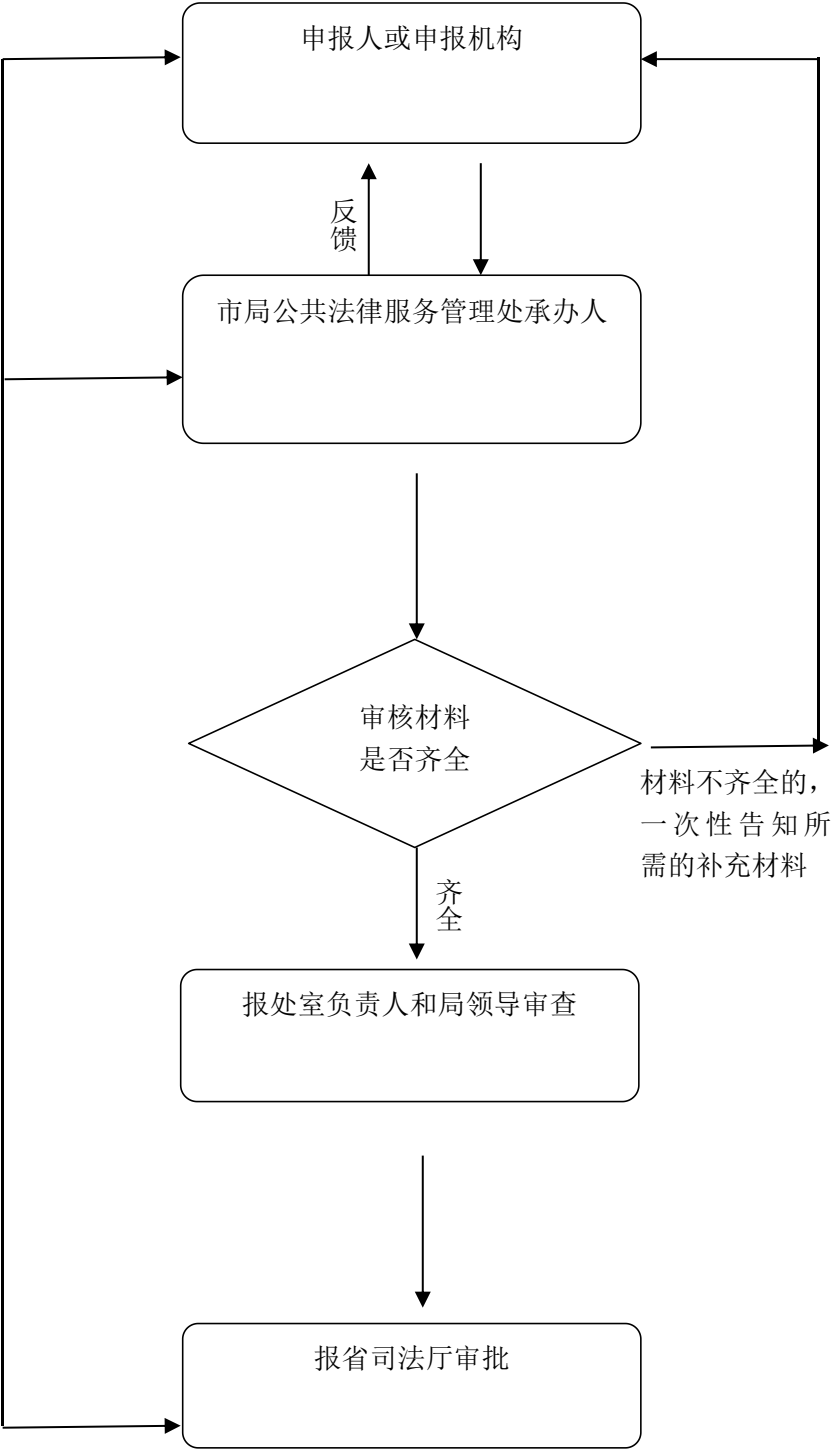 申报人或申报机构
反馈
市局公共法律服务管理处承办人
审核材料
是否齐全
材料不齐全的，
一次性告知所
需的补充材料
齐全
报处室负责人和局领导审查
报省司法厅审批